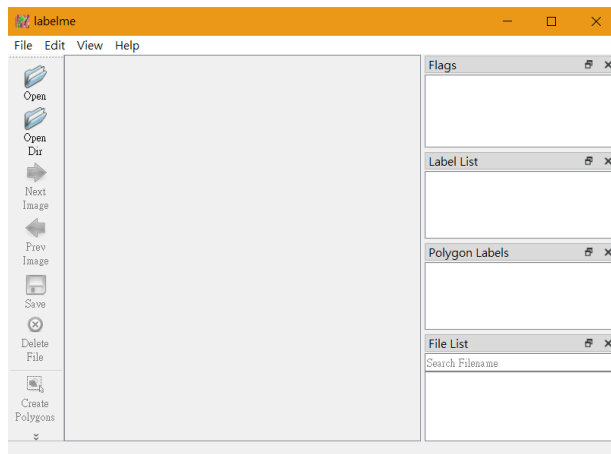 labelme
File Edit View Help
Open
Open
Dir
Next
Image
Prev
Image
Save
Delete
File
Create
Polygons
Flags
Label List
Polygon Labels
File List
Search Filename